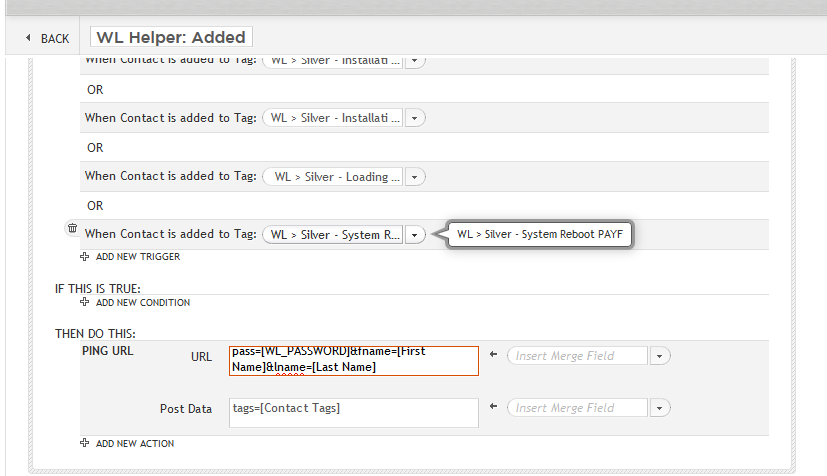 BACK
WL Helper: Added
When Contact is added to Tag: WL > Silver - Installati ...
OR
When Contact is added to Tag: WL > Silver - Installati ...
OR
When Contact is added to Tag: WL > Silver - Loading ...
OR
When Contact is added to Tag: WL > Silver - System R... WL > Silver - System Reboot PAYF
ADD NEW TRIGGER
IF THIS IS TRUE:
ADD NEW CONDITION
THEN DO THIS:
PING URL
URL
pass=[WL_PASSWORD]&fname=[First
Name]&lname=[Last Name]
Insert Merge Field
Post Data
tags=[Contact Tags]
Insert Merge Field
ADD NEW ACTION